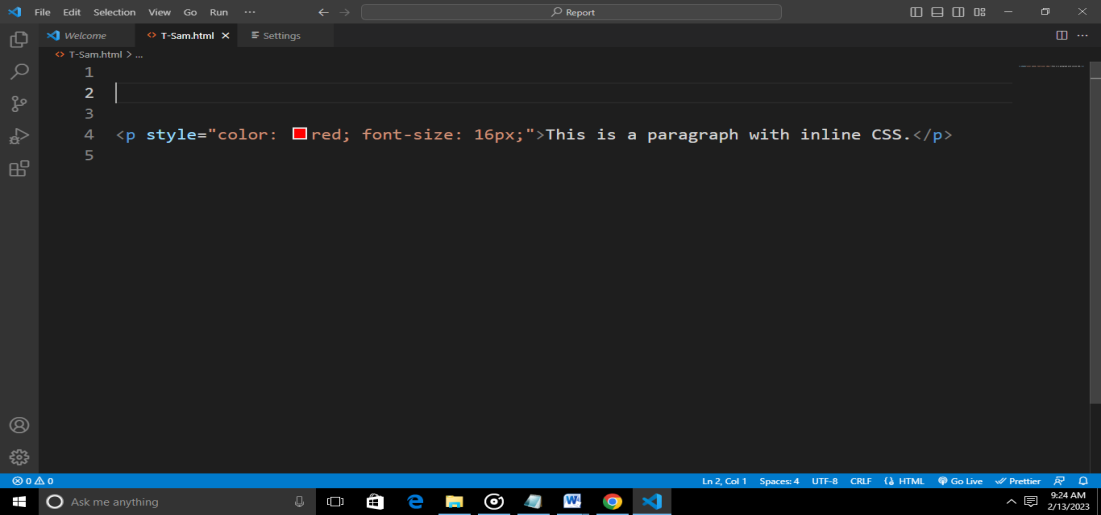 File Edit Selection View Go Run ··· Report
Welcome T-Sam.html Settings
T-Sam.html > ...
1
2
3
4 <p style="color: red; font-size: 16px;">This is a paragraph with inline CSS.</p>
5
0 0 Ln 2, Col 1 Spaces: 4 UTF-8 CRLF HTML Go Live Prettier
Ask me anything
9:24 AM
2/13/2023